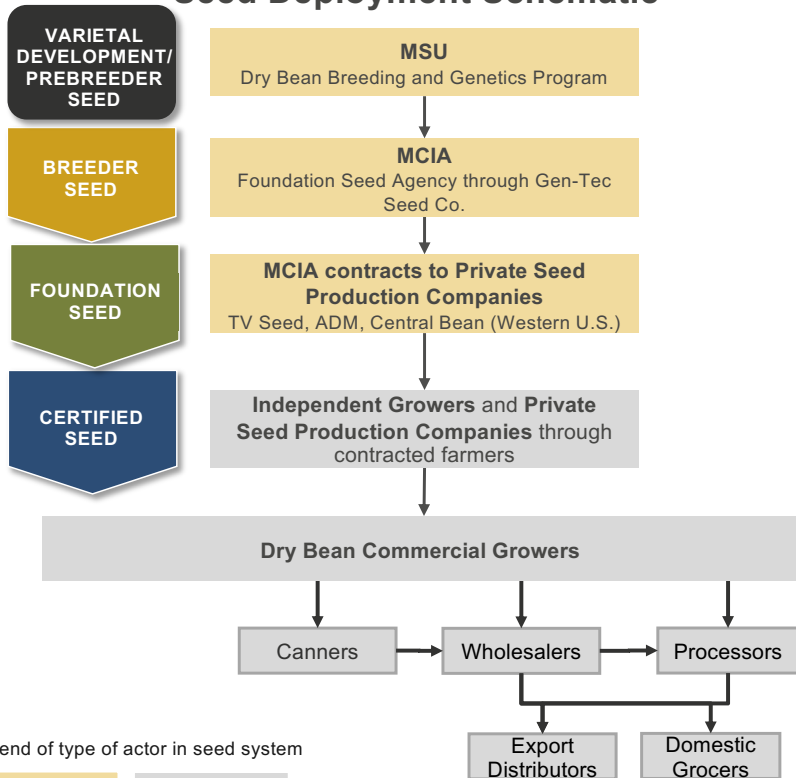 Seed Deployment Schematic
VARIETAL
DEVELOPMENT/
PREBREEDER
SEED
MSU
Dry Bean Breeding and Genetics Program
BREEDER
SEED
MCIA
Foundation Seed Agency through Gen-Tec
Seed Co.
FOUNDATION
SEED
MCIA contracts to Private Seed
Production Companies
TV Seed, ADM, Central Bean (Western U.S.)
CERTIFIED
SEED
Independent Growers and Private
Seed Production Companies through
contracted farmers
Dry Bean Commercial Growers
Canners
Wholesalers
Processors
Export
Distributors
Domestic
Grocers
end of type of actor in seed system